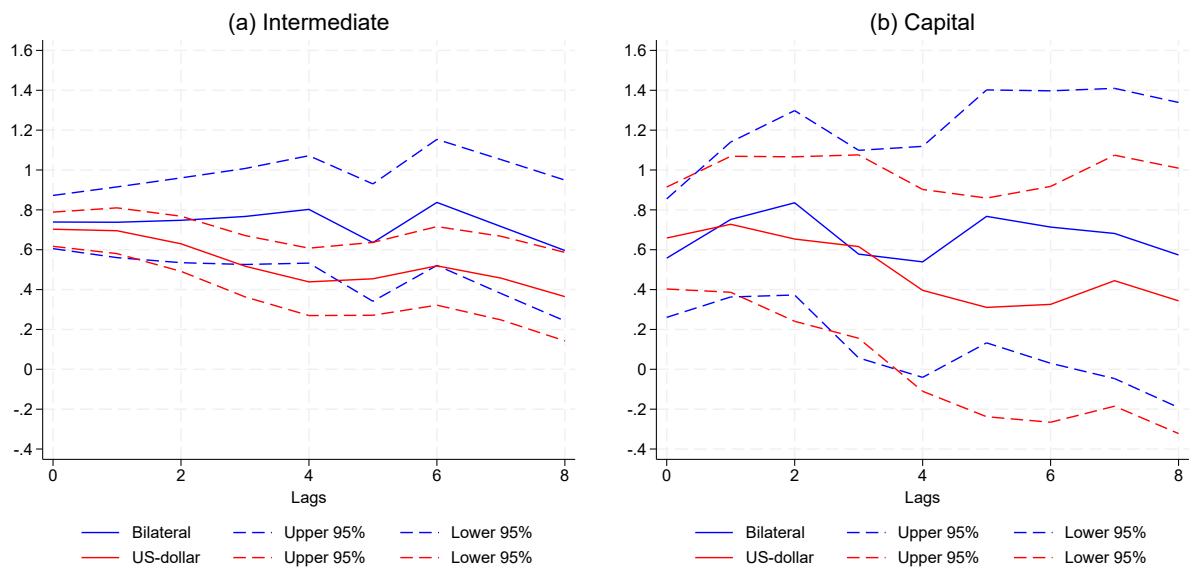 (a) Intermediate
1.6
1.4
1.2
1
.8
.6
.4
.2
0
-.2
-.4
0 2 4 6 8
Lags
Bilateral Upper 95% Lower 95%
US-dollar Upper 95% Lower 95%
(b) Capital
1.6
1.4
1.2
1
.8
.6
.4
.2
0
-.2
-.4
0 2 4 6 8
Lags
Bilateral Upper 95% Lower 95%
US-dollar Upper 95% Lower 95%